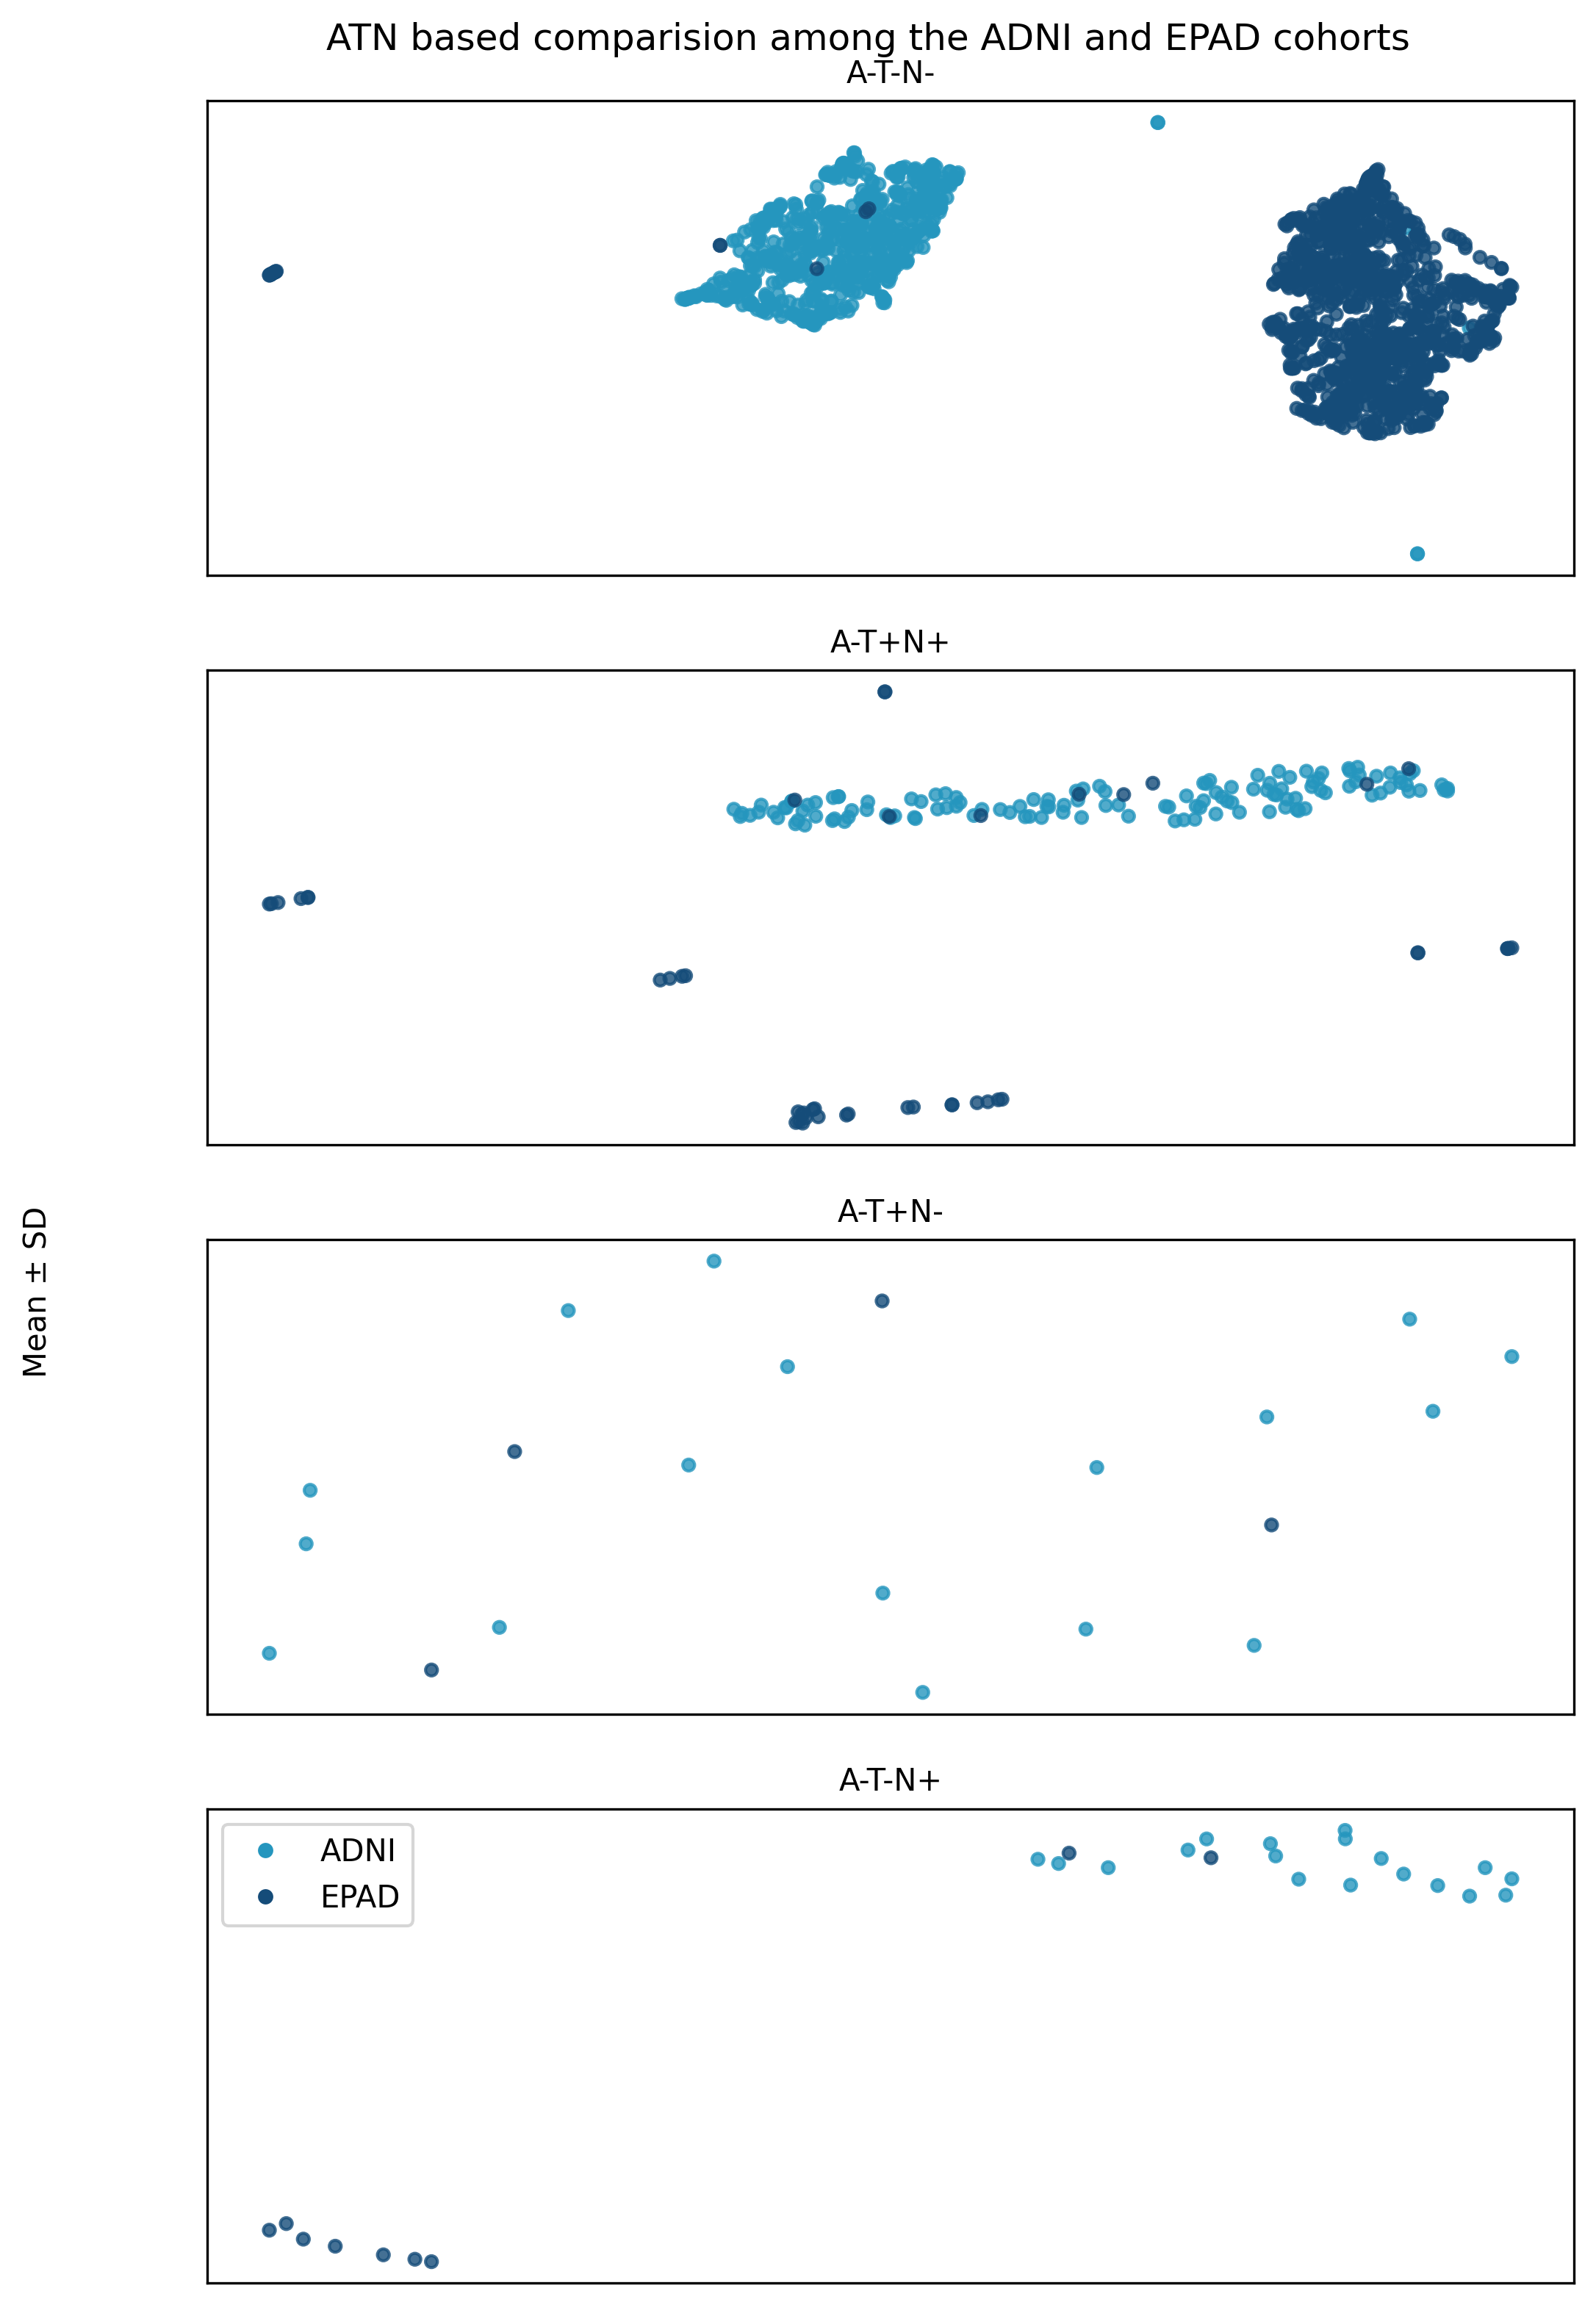 ATN based comparision among the ADNI and EPAD cohorts
A-T-N-
A-T+N+
Mean ± SD
A-T+N-
A-T-N+
ADNI
EPAD